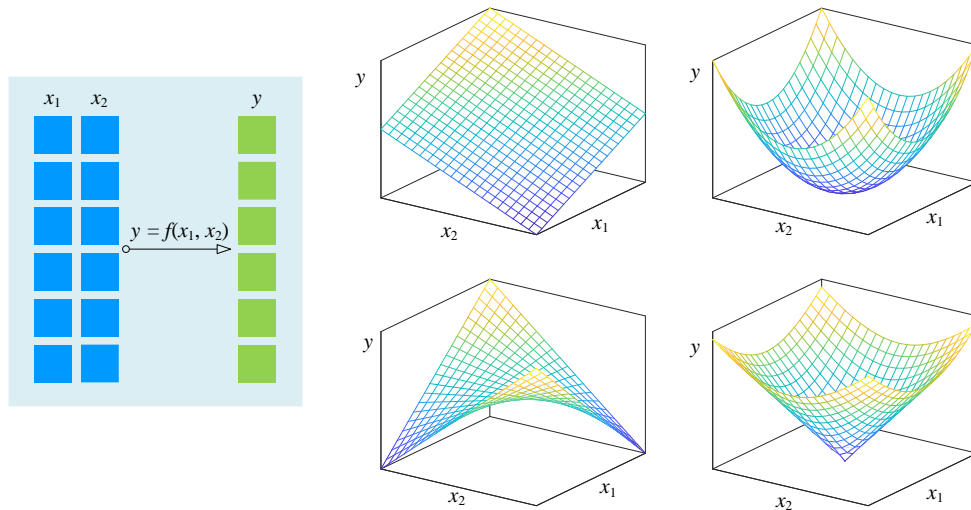 x₁ x₂ y
y = f(x₁, x₂)
y
x₂
x₁
y
x₂
x₁
y
x₂
x₁
y
x₂
x₁